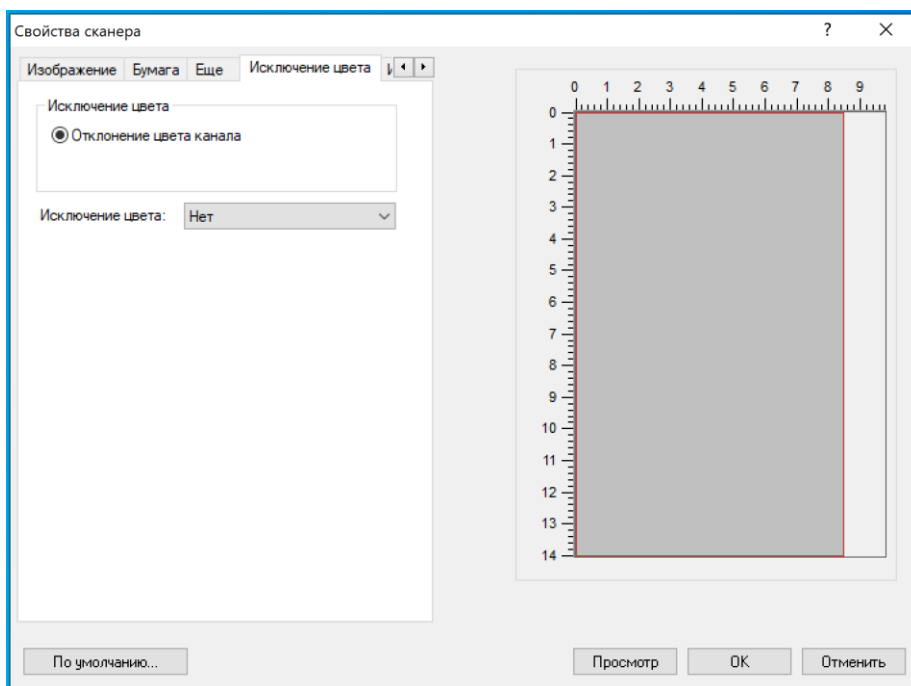 Свойства сканера ?
Изображение Бумага Еще Исключение цвета
Исключение цвета
Отклонение цвета канала
Исключение цвета: Нет
0 1 2 3 4 5 6 7 8 9
0
1
2
3
4
5
6
7
8
9
10
11
12
13
14
По умолчанию... Просмотр OK Отменить